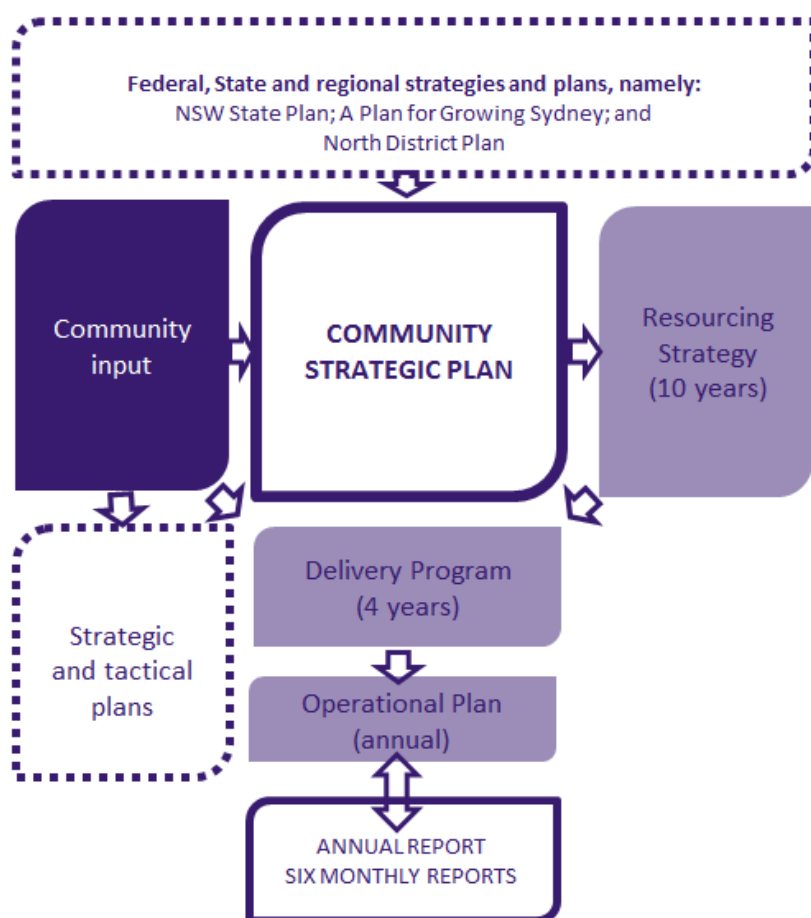 Federal, State and regional strategies and plans, namely:
NSW State Plan; A Plan for Growing Sydney; and
North District Plan
Community
input
COMMUNITY
STRATEGIC PLAN
Resourcing
Strategy
(10 years)
Strategic
and tactical
plans
Delivery Program
(4 years)
Operational Plan
(annual)
ANNUAL REPORT
SIX MONTHLY REPORTS